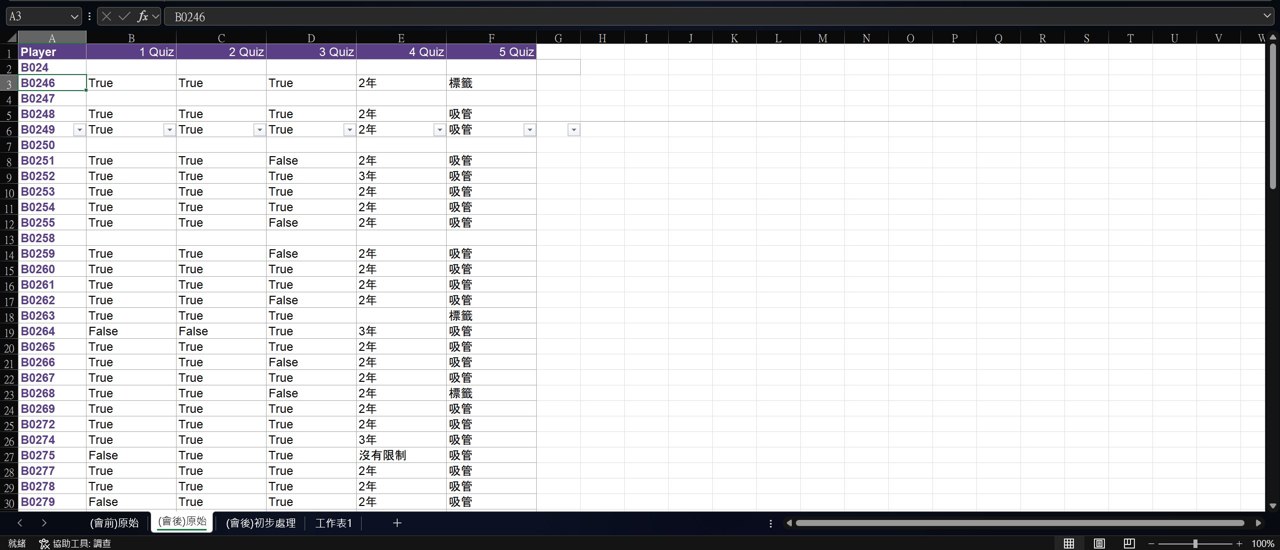 A3 fx B0246
A B C D E F G H I J K L M N O P Q R S T U V W
1 Player 1 Quiz 2 Quiz 3 Quiz 4 Quiz 5 Quiz
2 B024
3 B0246 True True True 2年 標籤
4 B0247
5 B0248 True True True 2年 吸管
6 B0249 True True True 2年 吸管
7 B0250
8 B0251 True True False 2年 吸管
9 B0252 True True True 3年 吸管
10 B0253 True True True 2年 吸管
11 B0254 True True True 2年 吸管
12 B0255 True True False 2年 吸管
13 B0258
14 B0259 True True False 2年 吸管
15 B0260 True True True 2年 吸管
16 B0261 True True True 2年 吸管
17 B0262 True True False 2年 吸管
18 B0263 True True True 標籤
19 B0264 False False True 3年 吸管
20 B0265 True True True 2年 吸管
21 B0266 True True False 2年 吸管
22 B0267 True True True 2年 吸管
23 B0268 True True False 2年 標籤
24 B0269 True True True 2年 吸管
25 B0272 True True True 2年 吸管
26 B0274 True True True 3年 吸管
27 B0275 False True True 沒有限制 吸管
28 B0277 True True True 2年 吸管
29 B0278 True True True 2年 吸管
30 B0279 False True True 2年 吸管
(會前)原始 (會後)原始 (會後)初步處理 工作表1 +
就緒 協助工具: 調查 100%